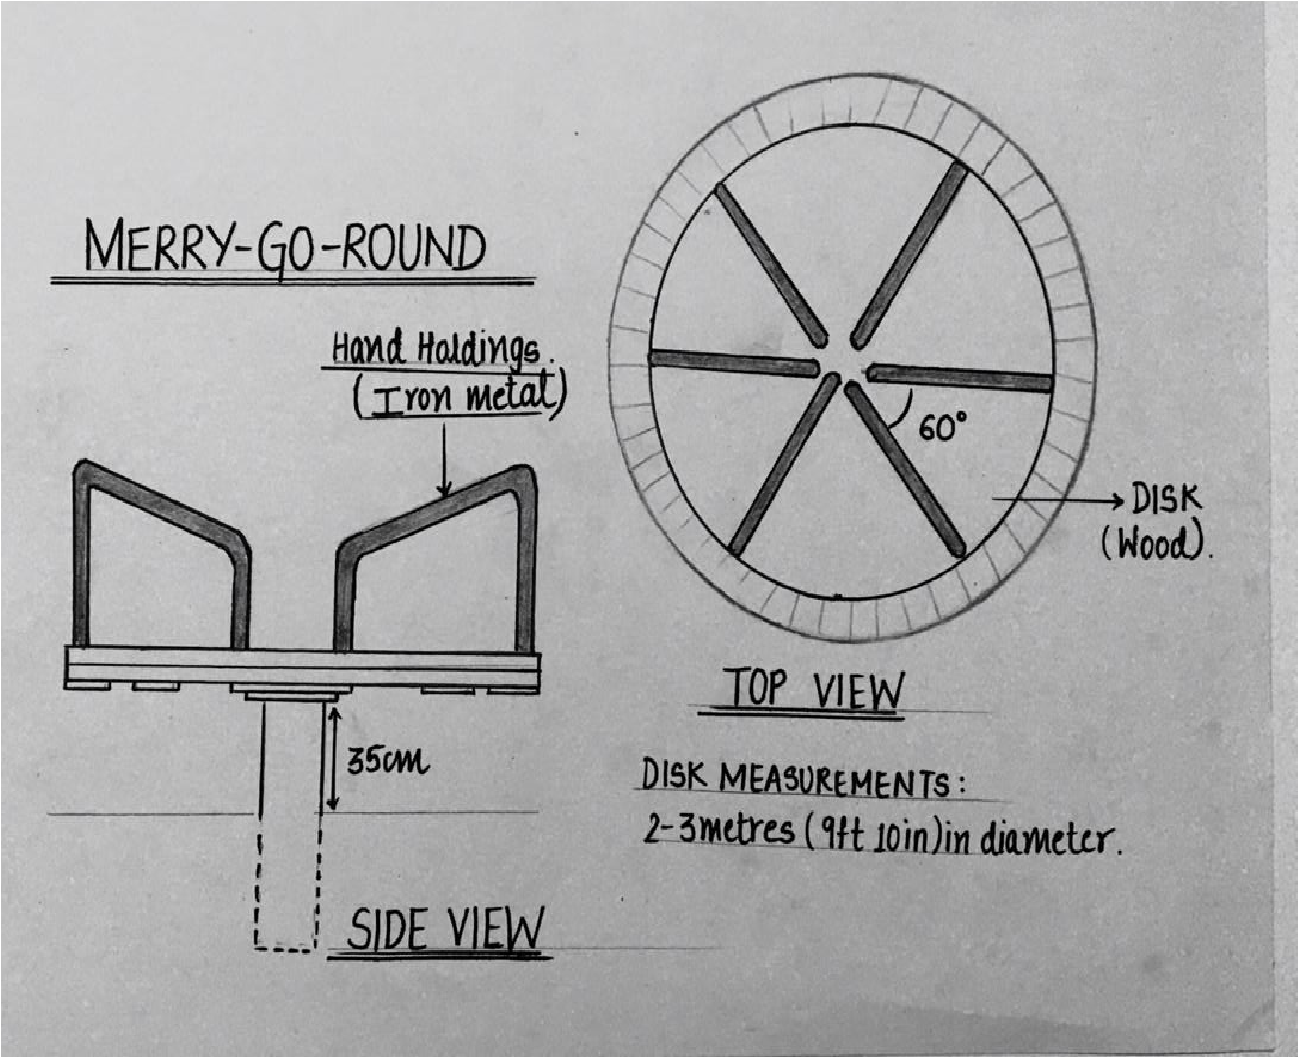 MERRY-GO-ROUND
Hand Holdings.
(Iron metal)
60°
DISK
(Wood).
35cm
SIDE VIEW
TOP VIEW
DISK MEASUREMENTS:
2-3metres (9ft 10in) in diameter.